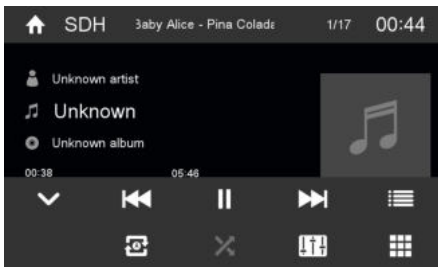 SDH Baby Alice - Pina Colada 1/17 00:44
Unknown artist
Unknown
Unknown album
00:38 05:46